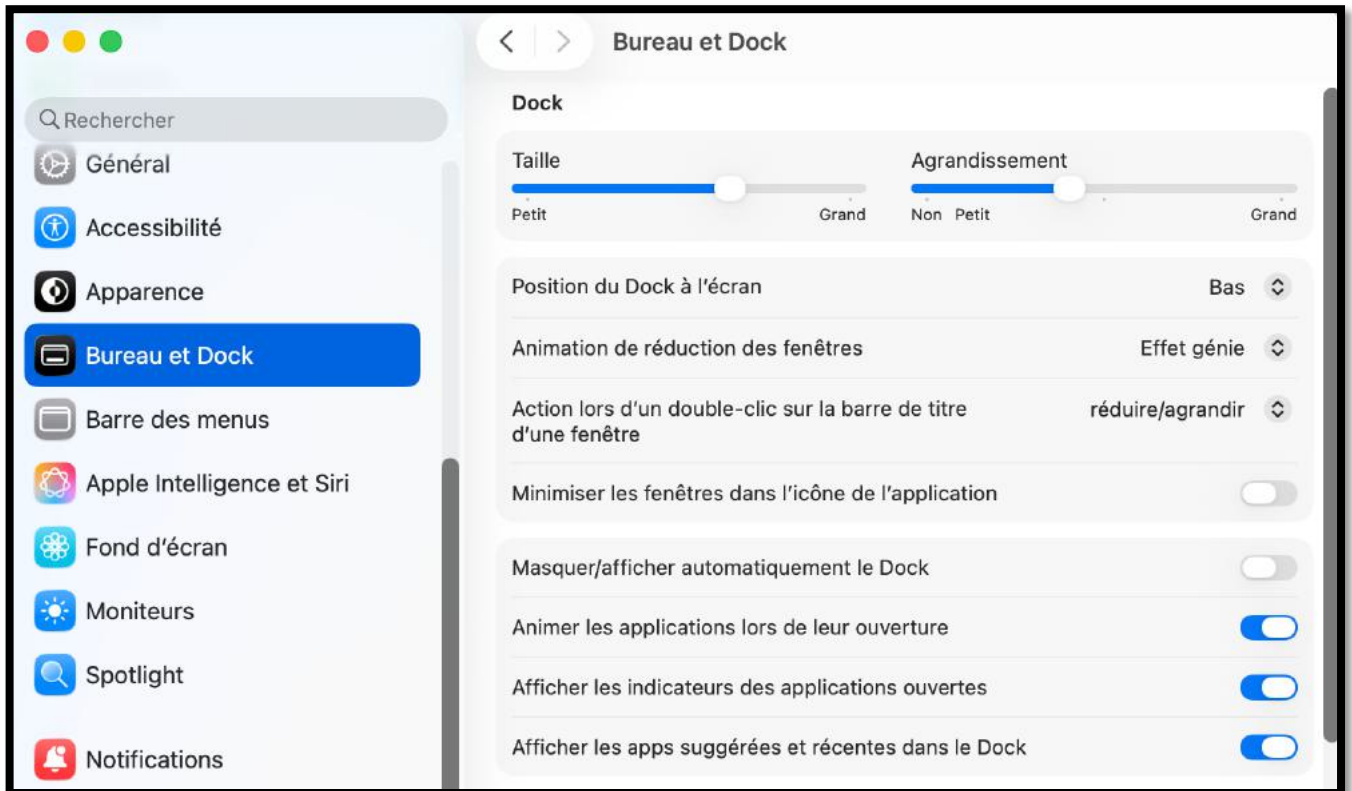 Rechercher
Général
Accessibilité
Apparence
Bureau et Dock
Barre des menus
Apple Intelligence et Siri
Fond d'écran
Moniteurs
Spotlight
Notifications
Bureau et Dock
Dock
Taille
Petit Grand
Agrandissement
Non Petit Grand
Position du Dock à l'écran Bas
Animation de réduction des fenêtres Effet génie
Action lors d'un double-clic sur la barre de titre réduire/agrandir
d'une fenêtre
Minimiser les fenêtres dans l'icône de l'application
Masquer/afficher automatiquement le Dock
Animer les applications lors de leur ouverture
Afficher les indicateurs des applications ouvertes
Afficher les apps suggérées et récentes dans le Dock